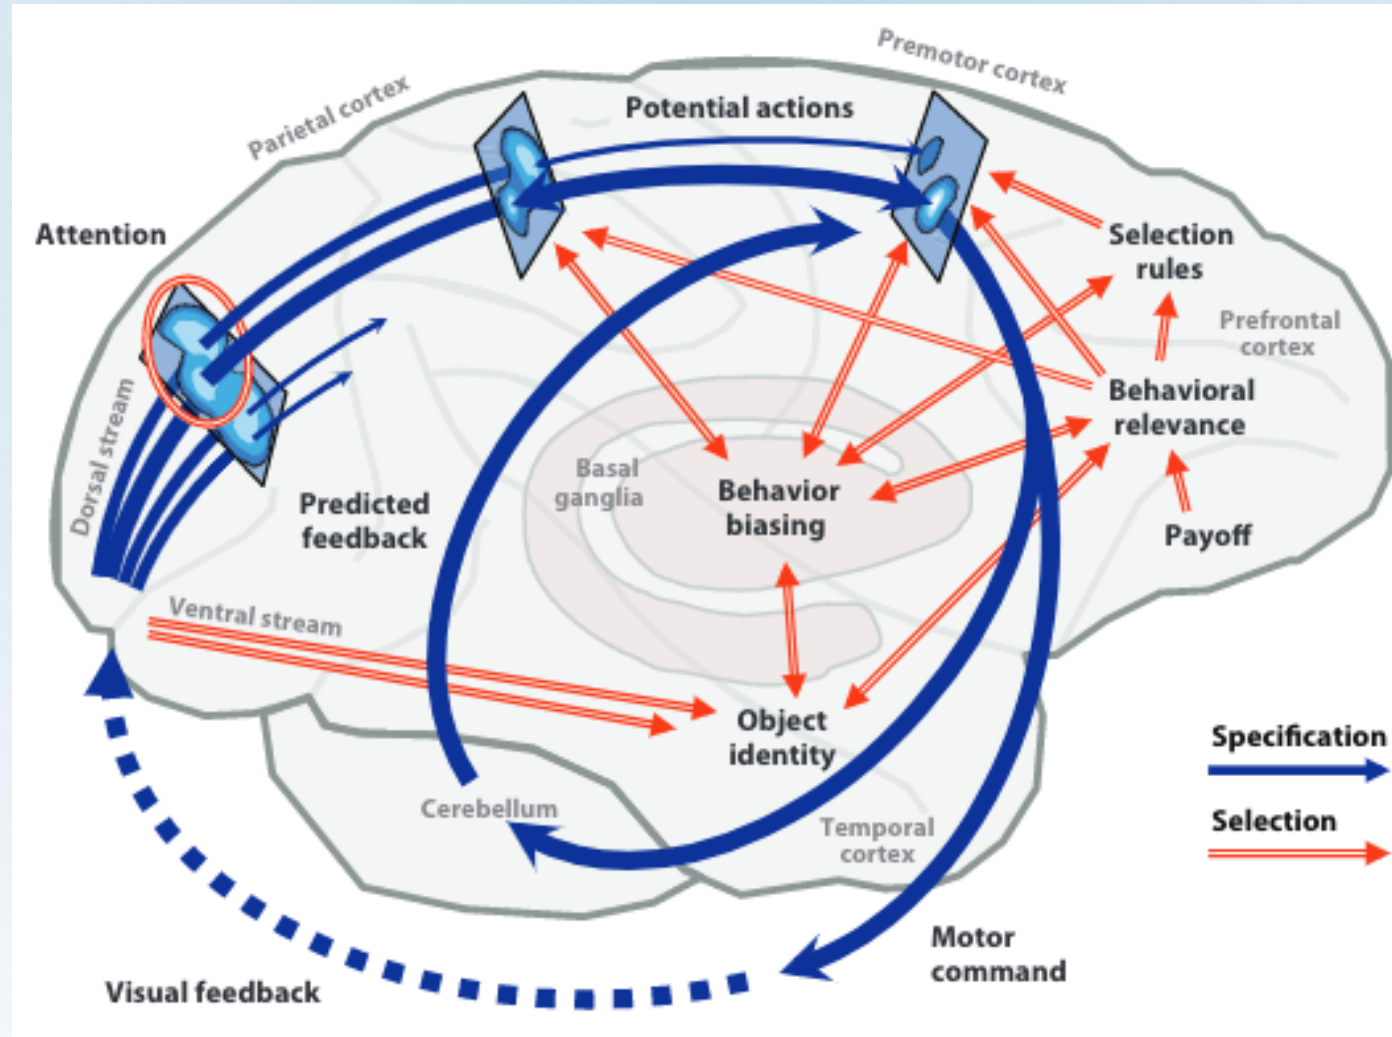 Premotor cortex
Parietal cortex
Potential actions
Attention
Selection
rules
Prefrontal
cortex
Dorsal stream
Behavioral
relevance
Basal
ganglia
Behavior
biasing
Predicted
feedback
Payoff
Ventral stream
Object
identity
Specification
Cerebellum
Temporal
cortex
Selection
Motor
command
Visual feedback